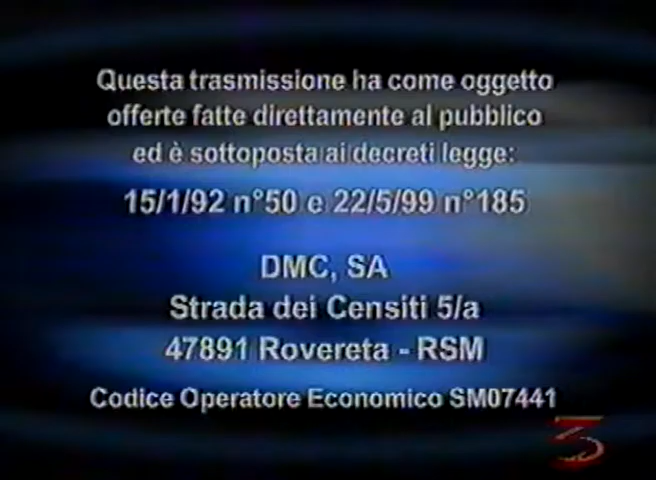 Questa trasmissione ha come oggetto
offerte fatte direttamente al pubblico
ed è sottoposta ai decreti legge:
15/1/92 n°50 e 22/5/99 n°185
DMC, SA
Strada dei Censiti 5/a
47891 Rovereta - RSM
Codice Operatore Economico SM07441
3